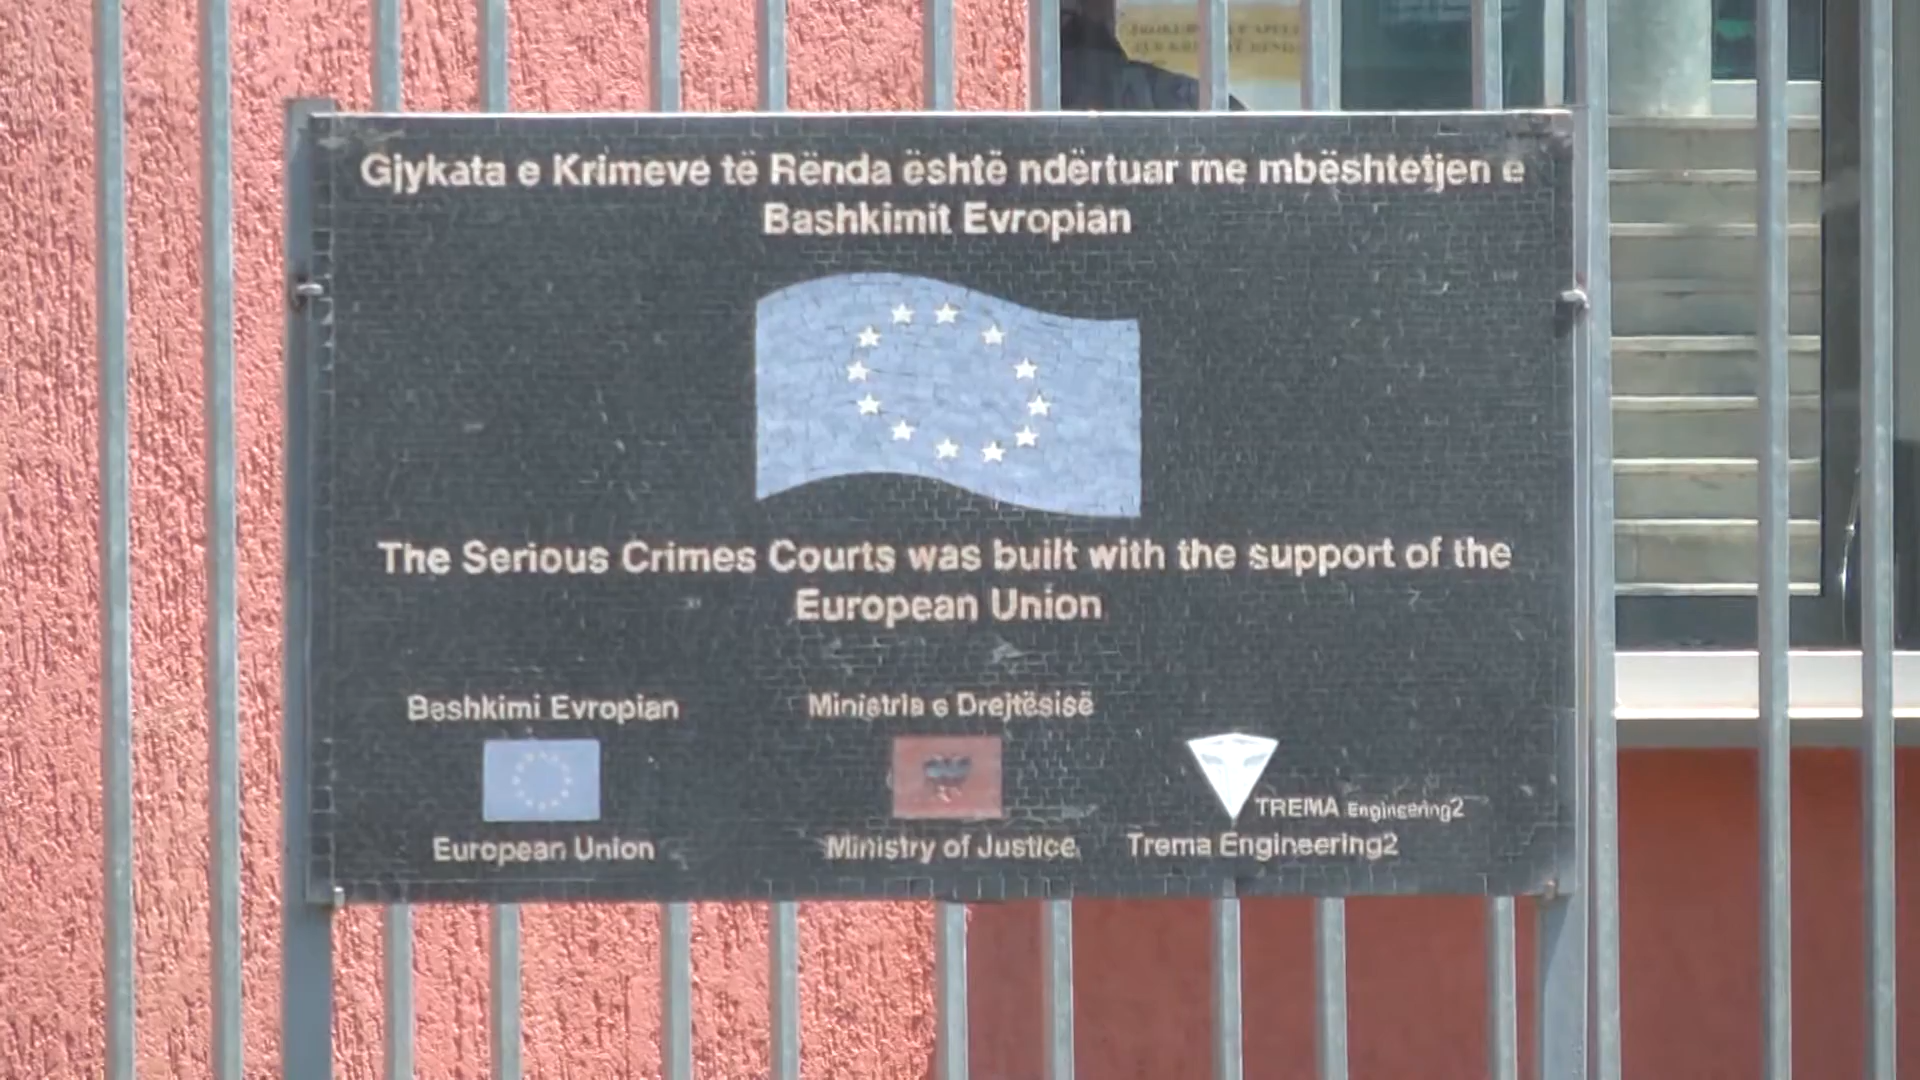 Gjykata e Krimeve të Rënda është ndërtuar me mbështetjen e
Bashkimit Evropian
The Serious Crimes Courts was built with the support of the
European Union
Bashkimi Evropian
Ministria e Drejtësisë
TREMA Engineering2
European Union
Ministry of Justice
Trema Engineering2